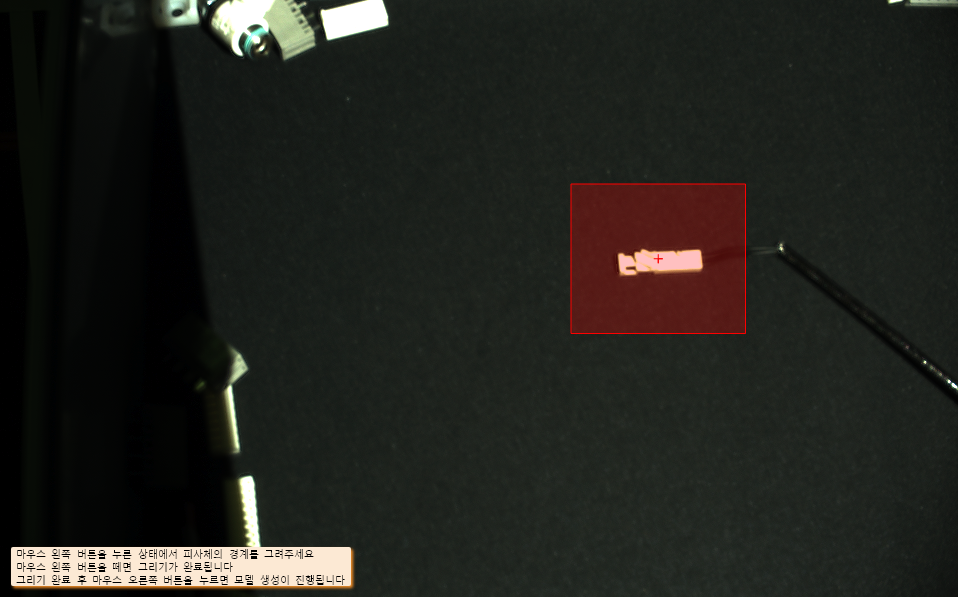 마우스 왼쪽 버튼을 누른 상태에서 피사체의 경계를 그려주세요
마우스 왼쪽 버튼을 떼면 그리기가 완료됩니다
그리기 완료 후 마우스 오른쪽 버튼을 누르면 모델 생성이 진행됩니다